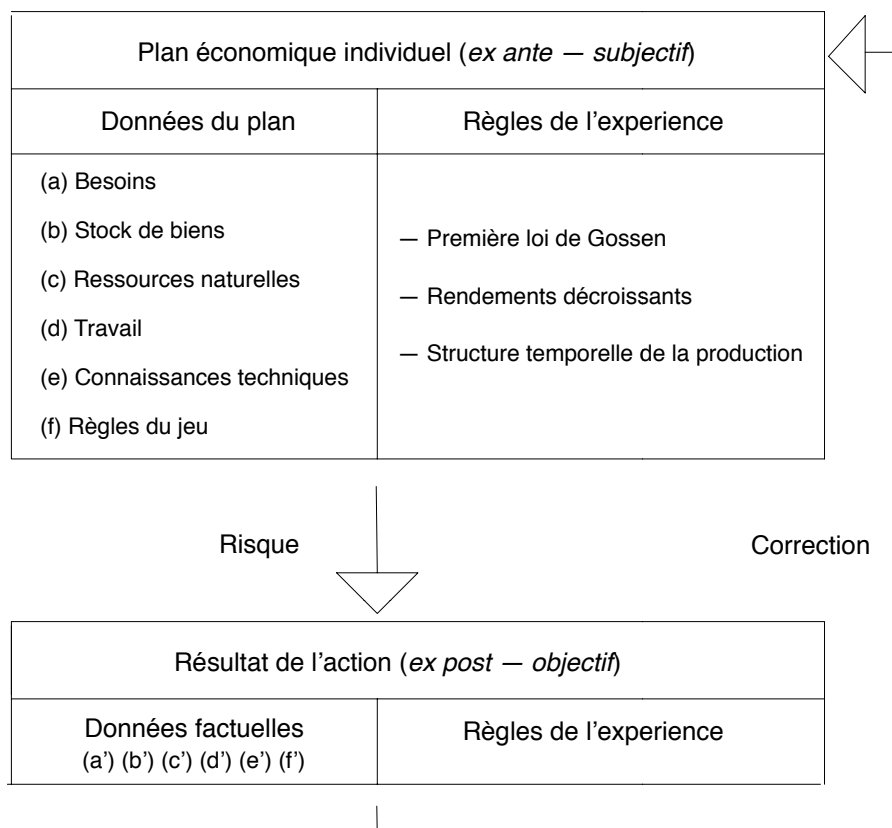 Plan économique individuel (ex ante — subjectif)
Données du plan
Règles de l'experience
(a) Besoins
(b) Stock de biens
(c) Ressources naturelles
(d) Travail
(e) Connaissances techniques
(f) Règles du jeu
— Première loi de Gossen
— Rendements décroissants
— Structure temporelle de la production
Risque
Correction
Résultat de l'action (ex post — objectif)
Données factuelles
(a’) (b’) (c’) (d’) (e’) (f’)
Règles de l'experience